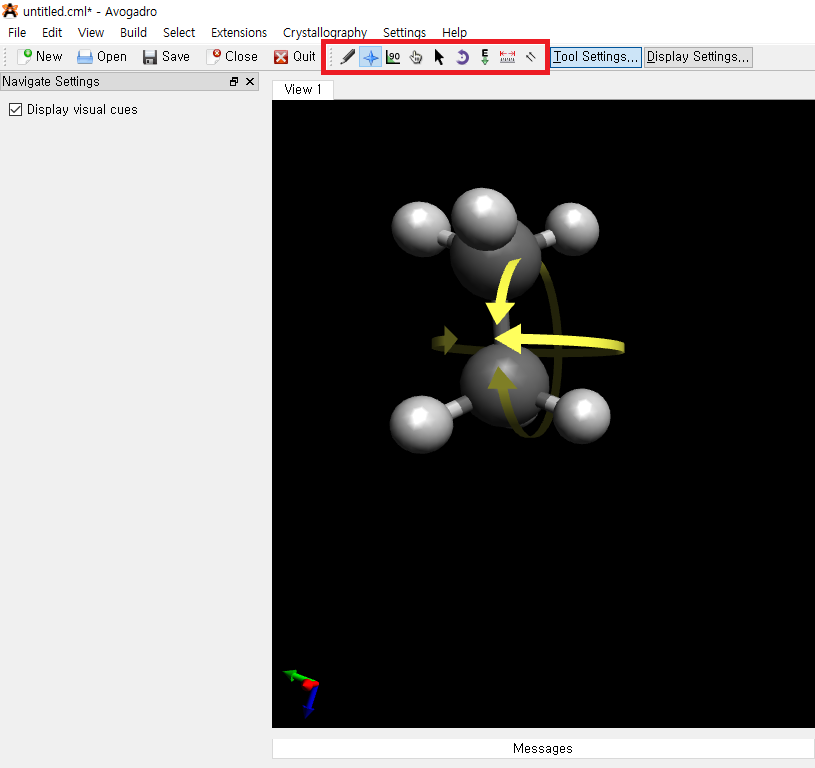 untitled.cml* - Avogadro
File Edit View Build Select Extensions Crystallography Settings Help
New Open Save Close Quit 90 E Tool Settings... Display Settings...
Navigate Settings
View 1
Display visual cues
Messages